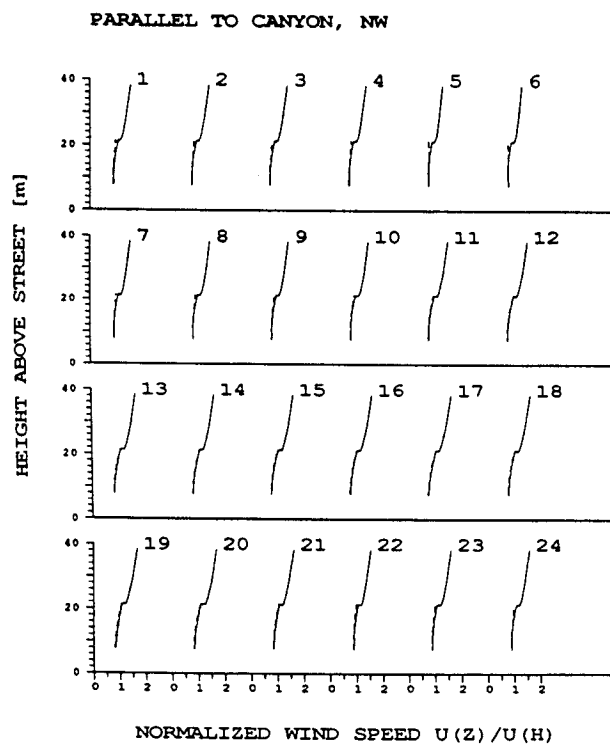 PARALLEL TO CANYON, NW
40 1 2 3 4 5 6
20
0
40 7 8 9 10 11 12
20
0
40 13 14 15 16 17 18
20
0
40 19 20 21 22 23 24
20
0
0 1 2 0 1 2 0 1 2 0 1 2 0 1 2 0 1 2
HEIGHT ABOVE STREET [m]
NORMALIZED WIND SPEED U(Z)/U(H)